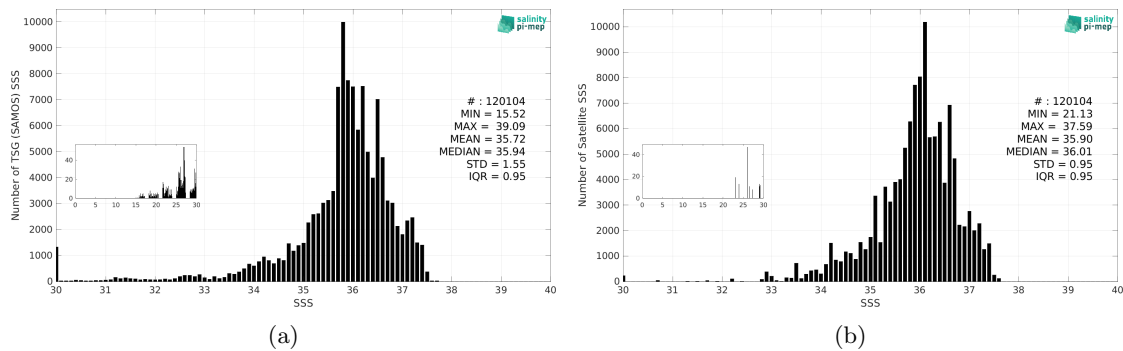 salinity
pi-mep
Number of TSG (SAMOS) SSS
10000
9000
8000
7000
6000
5000
4000
3000
2000
1000
0
# : 120104
MIN = 15.52
MAX = 39.09
MEAN = 35.72
MEDIAN = 35.94
STD = 1.55
IQR = 0.95
40
20
0
0 5 10 15 20 25 30
30 31 32 33 34 35 36 37 38 39 40
SSS
(a)
salinity
pi-mep
Number of Satellite SSS
10000
9000
8000
7000
6000
5000
4000
3000
2000
1000
0
# : 120104
MIN = 21.13
MAX = 37.59
MEAN = 35.90
MEDIAN = 36.01
STD = 0.95
IQR = 0.95
40
20
0
0 5 10 15 20 25 30
30 31 32 33 34 35 36 37 38 39 40
SSS
(b)